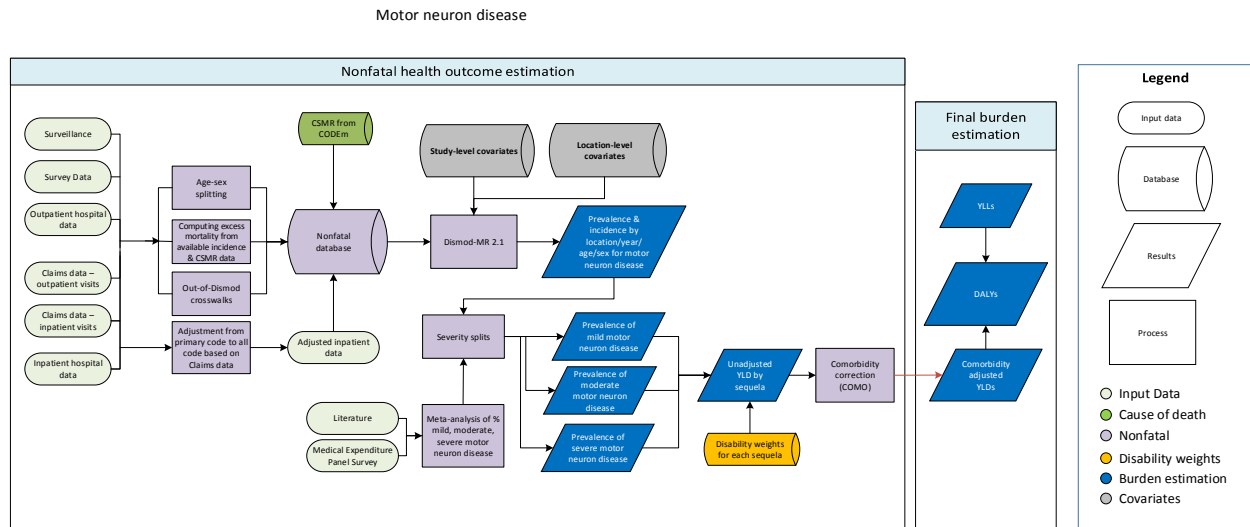 Motor neuron disease
Nonfatal health outcome estimation
Surveillance
Survey Data
Outpatient hospital
data
Claims data –
outpatient visits
Claims data –
inpatient visits
Inpatient hospital
data
Age-sex
splitting
Computing excess
mortality from
available incidence
& CSMR data
Out-of-Dismod
crosswalks
Adjustment from
primary code to all
code based on
Claims data
CSMR from
CODEm
Nonfatal
database
Adjusted inpatient
data
Study-level covariates
Location-level
covariates
Dismod-MR 2.1
Prevalence &
incidence by
location/year/
age/sex for motor
neuron disease
Severity splits
Literature
Medical Expenditure
Panel Survey
Meta-analysis of %
mild, moderate,
severe motor
neuron disease
Prevalence of
mild motor
neuron disease
Prevalence of
moderate motor
neuron disease
Prevalence of
severe motor
neuron disease
Unadjusted
YLD by
sequela
Disability weights
for each sequela
Comorbidity
correction
(COMO)
Final burden
estimation
YLLs
DALYs
Comorbidity
adjusted
YLDs
Legend
Input data
Database
Results
Process
Input Data
Cause of death
Nonfatal
Disability weights
Burden estimation
Covariates